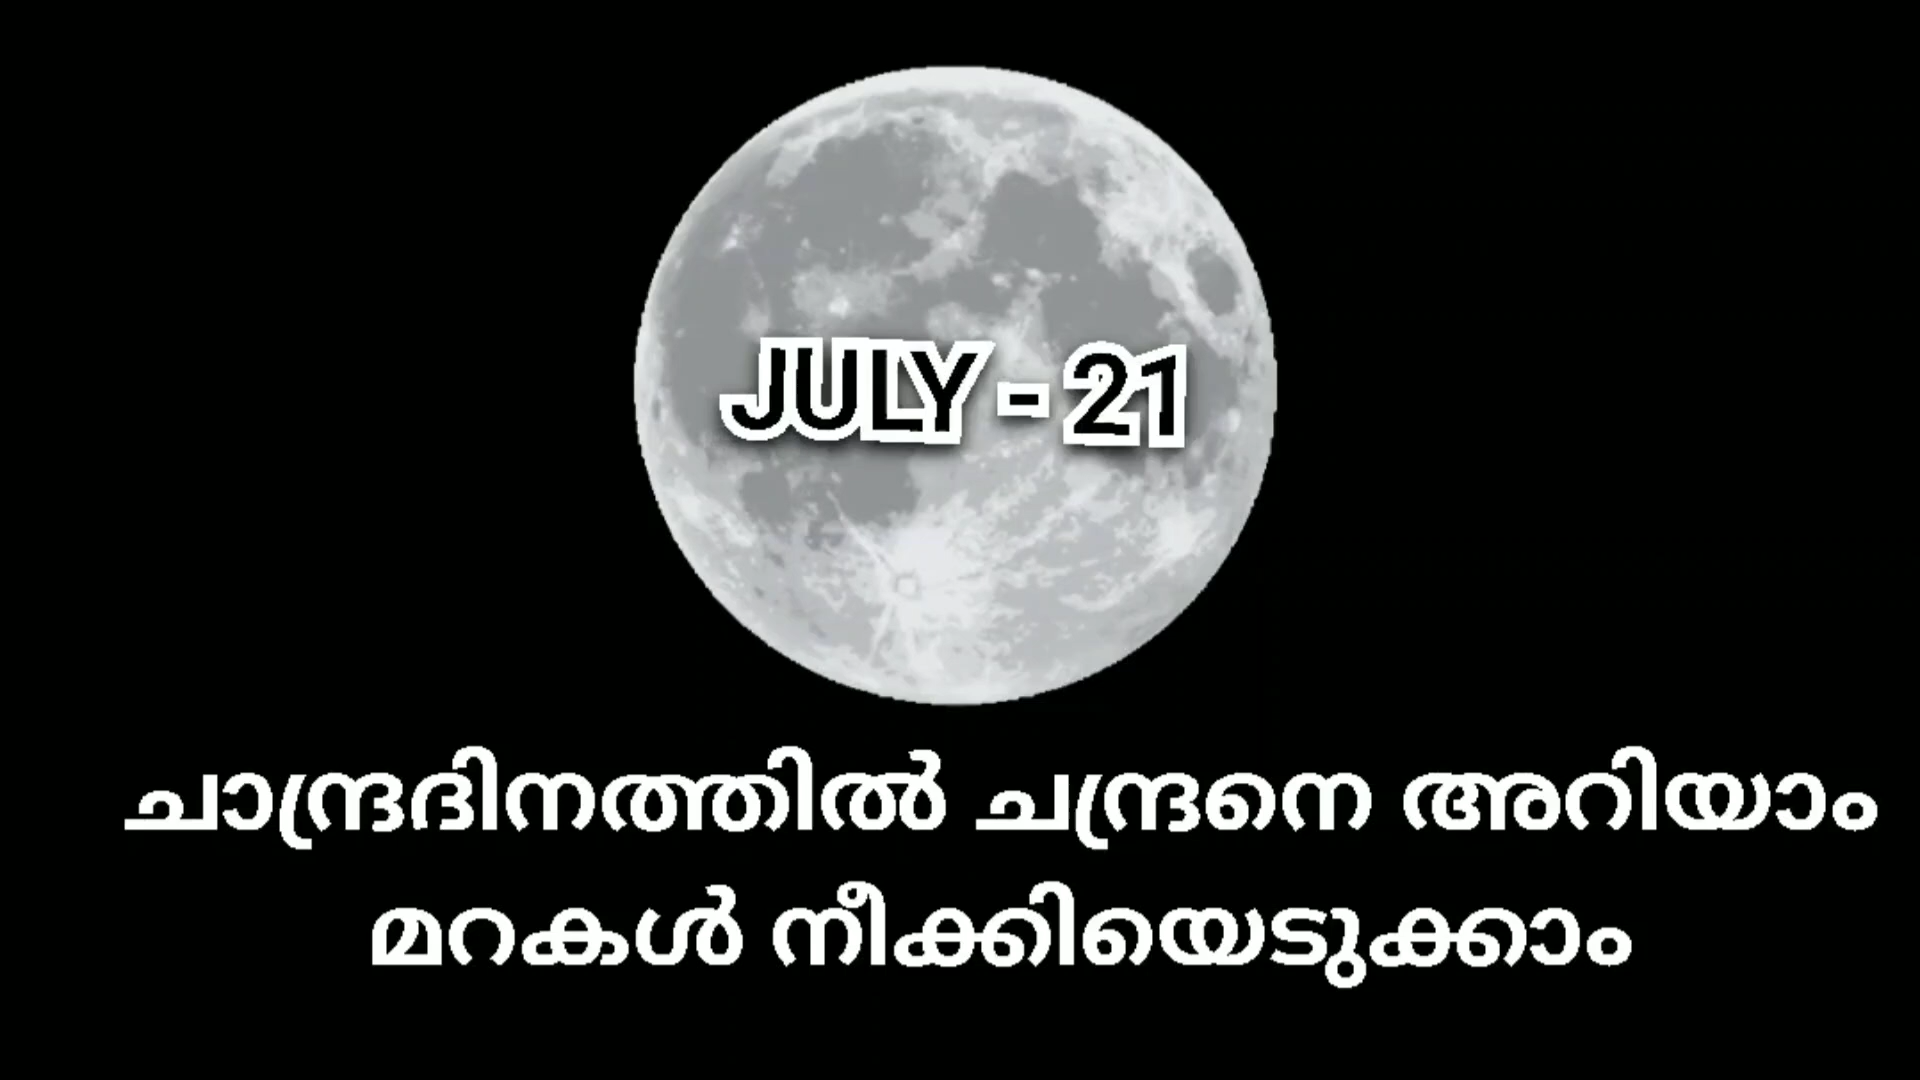 JULY - 21
ചാന്ദ്രദിനത്തിൽ ചന്ദ്രനെ അറിയാം
മറകൾ നീക്കിയെടുക്കാം